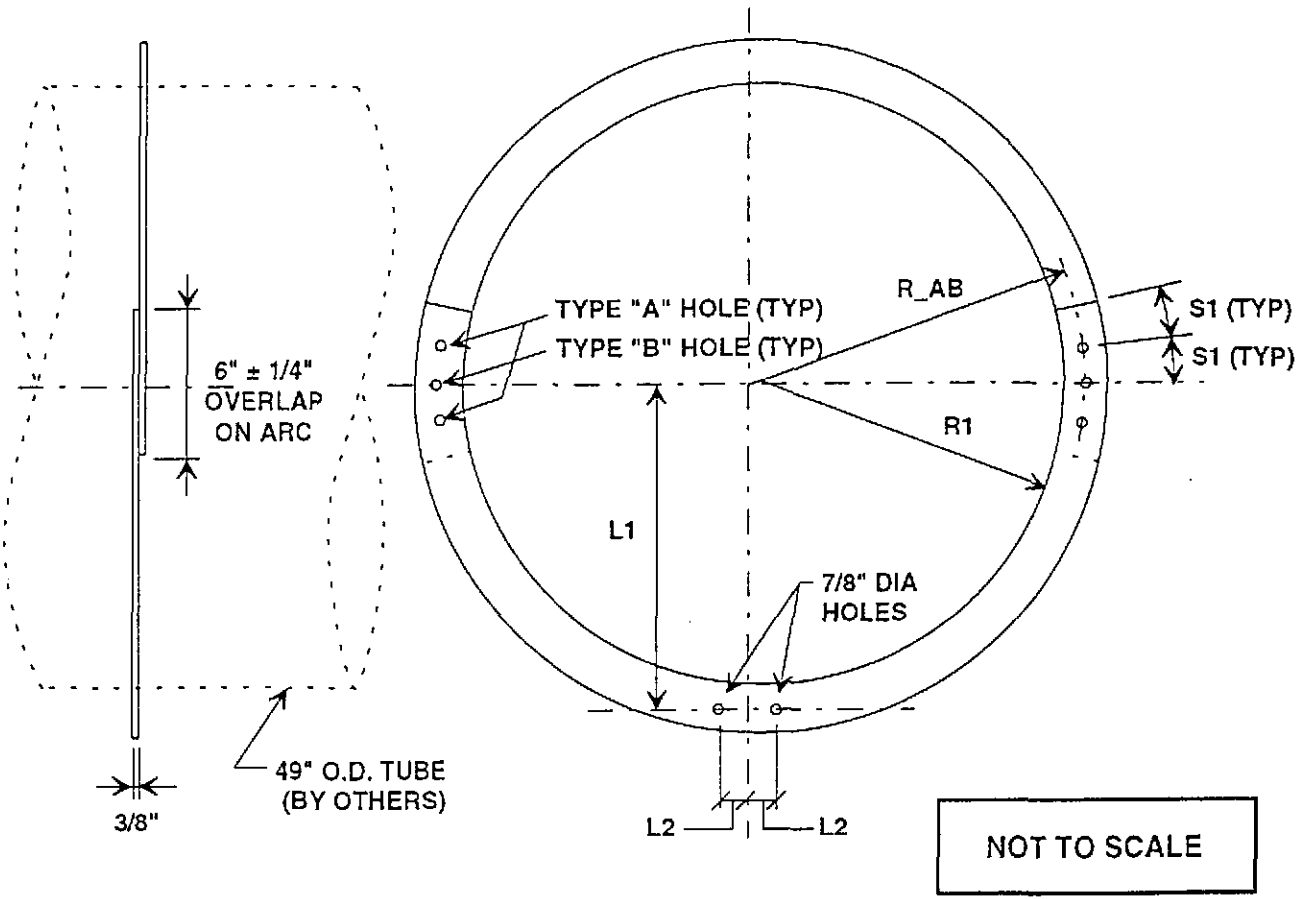 R_AB
S1 (TYP)
TYPE "A" HOLE (TYP)
TYPE "B" HOLE (TYP)
S1 (TYP)
6" ± 1/4"
OVERLAP
ON ARC
R1
L1
7/8" DIA
HOLES
49" O.D. TUBE
(BY OTHERS)
3/8"
L2
L2
NOT TO SCALE